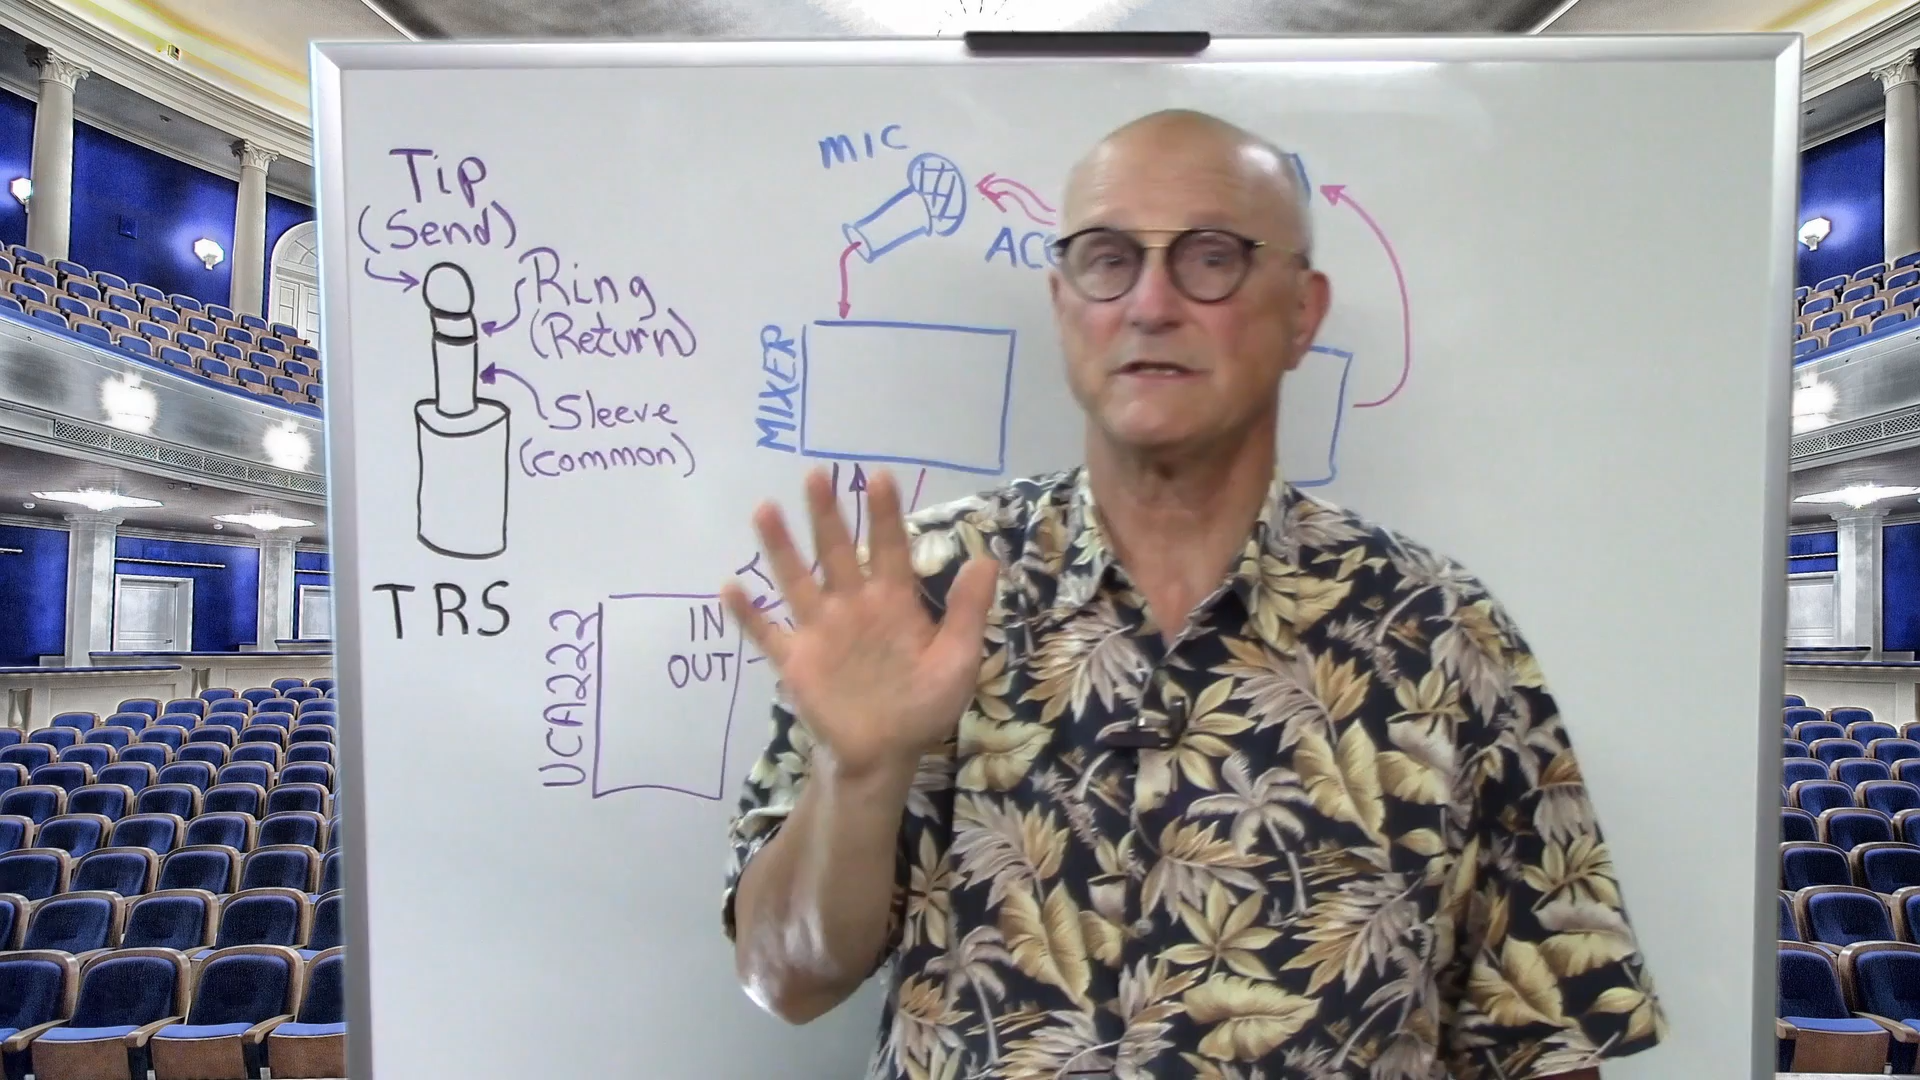 Tip
(Send)
Ring
(Return)
Sleeve
(common)
TRS
MIC
MIXER
UCA222
IN
OUT